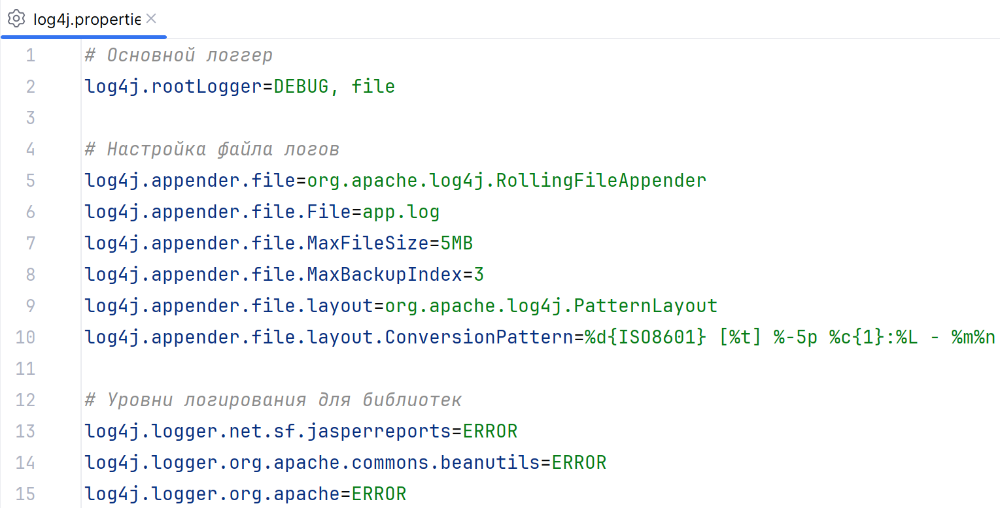 log4j.propertie
1 # Основной логгер
2 log4j.rootLogger=DEBUG, file
3
4 # Настройка файла логов
5 log4j.appender.file=org.apache.log4j.RollingFileAppender
6 log4j.appender.file.File=app.log
7 log4j.appender.file.MaxFileSize=5MB
8 log4j.appender.file.MaxBackupIndex=3
9 log4j.appender.file.layout=org.apache.log4j.PatternLayout
10 log4j.appender.file.layout.ConversionPattern=%d{ISO8601} [%t] %-5p %c{1}:%L - %m%n
11
12 # Уровни логирования для библиотек
13 log4j.logger.net.sf.jasperreports=ERROR
14 log4j.logger.org.apache.commons.beanutils=ERROR
15 log4j.logger.org.apache=ERROR